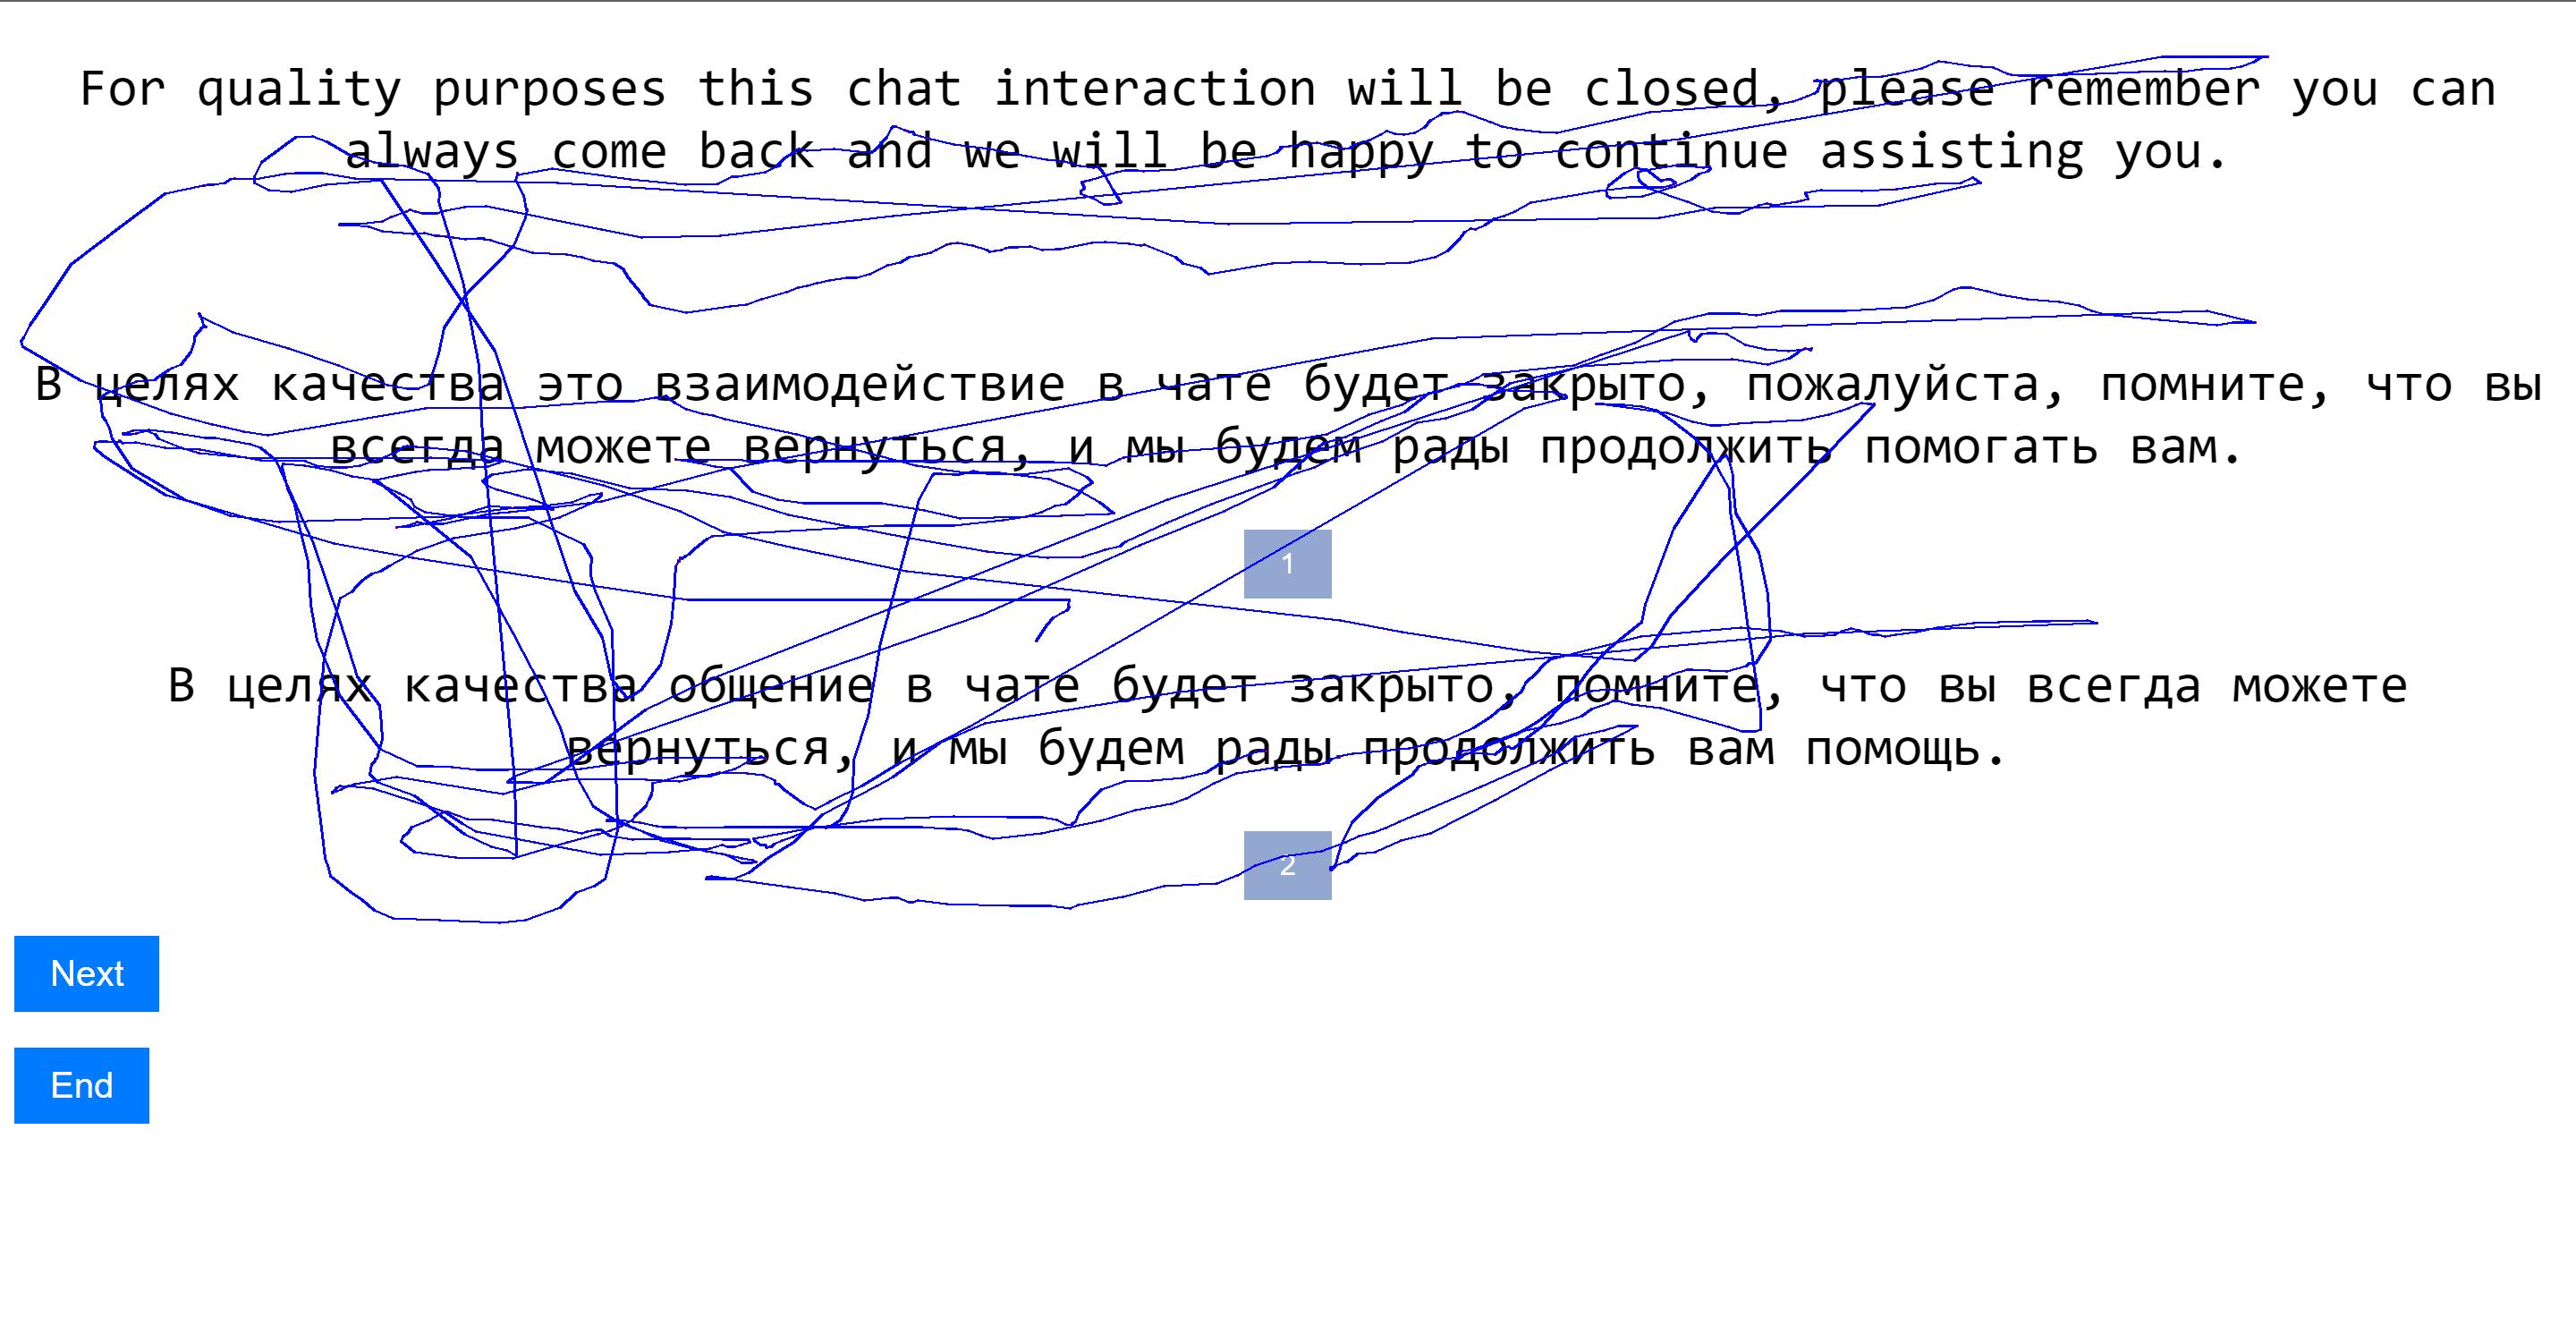 For quality purposes this chat interaction will be closed, please remember you can
always come back and we will be happy to continue assisting you.
В целях качества это взаимодействие в чате будет закрыто, пожалуйста, помните, что вы
всегда можете вернуться, и мы будем рады продолжить помогать вам.
1
В целях качества общение в чате будет закрыто, помните, что вы всегда можете
вернуться, и мы будем рады продолжить вам помощь.
2
Next
End